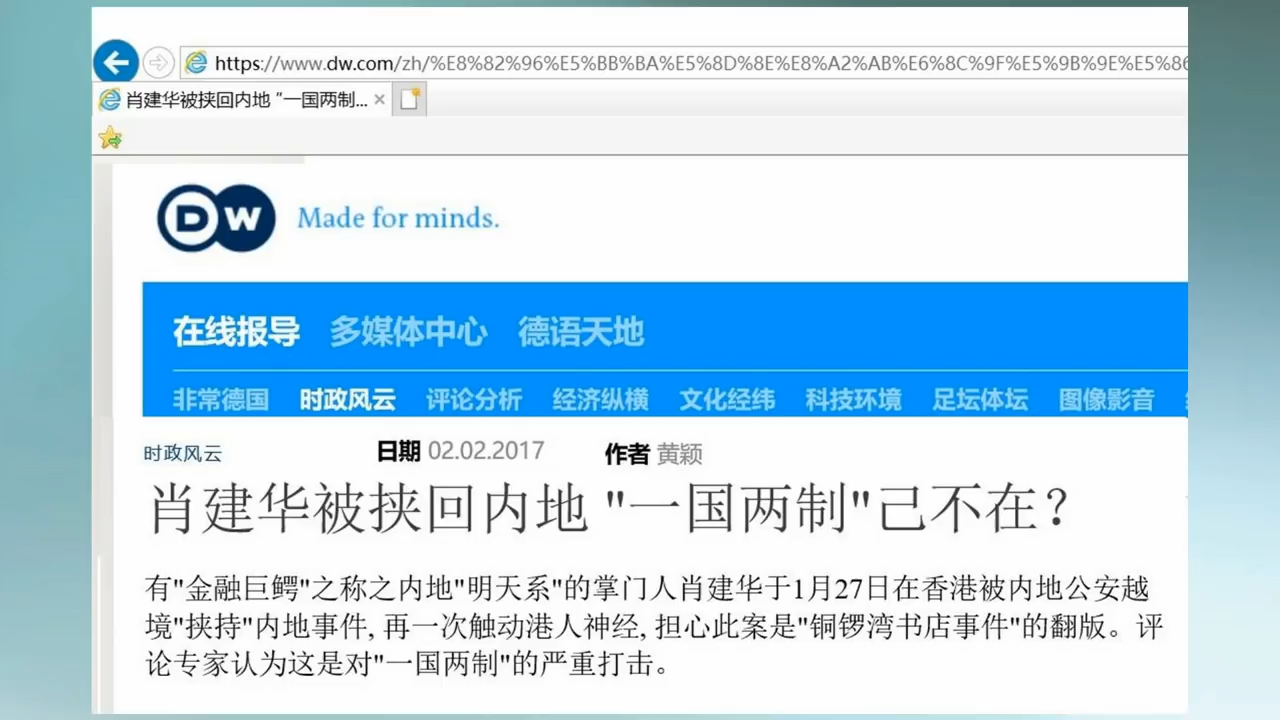 https://www.dw.com/zh/%E8%82%96%E5%BB%BA%E5%8D%8E%E8%A2%AB%E6%8C%9F%E5%9B%9E%E5%86
肖建华被挟回内地 “一国两制...
DW Made for minds.
在线报导 多媒体中心 德语天地
非常德国 时政风云 评论分析 经济纵横 文化经纬 科技环境 足坛体坛 图像影音
时政风云 日期 02.02.2017 作者 黄颖
肖建华被挟回内地 "一国两制"己不在?
有"金融巨鳄"之称之内地"明天系"的掌门人肖建华于1月27日在香港被内地公安越
境"挟持"内地事件, 再一次触动港人神经, 担心此案是"铜锣湾书店事件"的翻版。评
论专家认为这是对"一国两制"的严重打击。